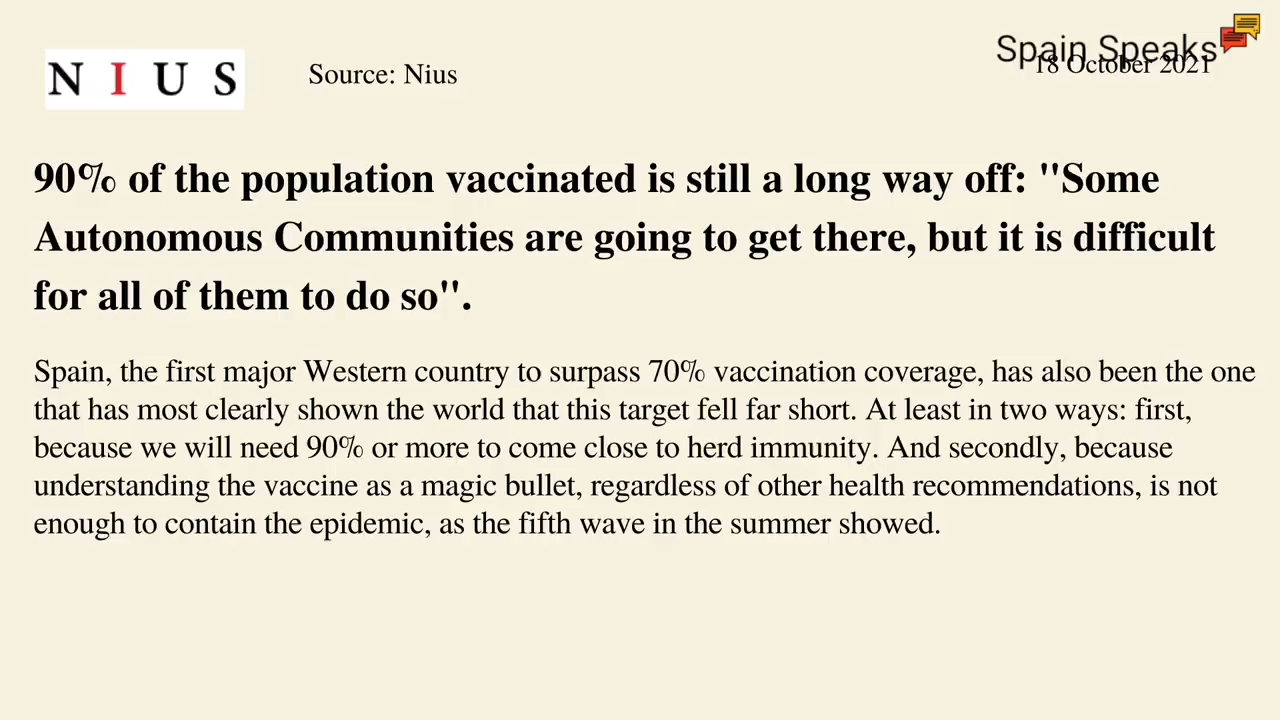 NIUS
Source: Nius
Spain Speaks
18 October 2021
90% of the population vaccinated is still a long way off: "Some
Autonomous Communities are going to get there, but it is difficult
for all of them to do so".
Spain, the first major Western country to surpass 70% vaccination coverage, has also been the one
that has most clearly shown the world that this target fell far short. At least in two ways: first,
because we will need 90% or more to come close to herd immunity. And secondly, because
understanding the vaccine as a magic bullet, regardless of other health recommendations, is not
enough to contain the epidemic, as the fifth wave in the summer showed.